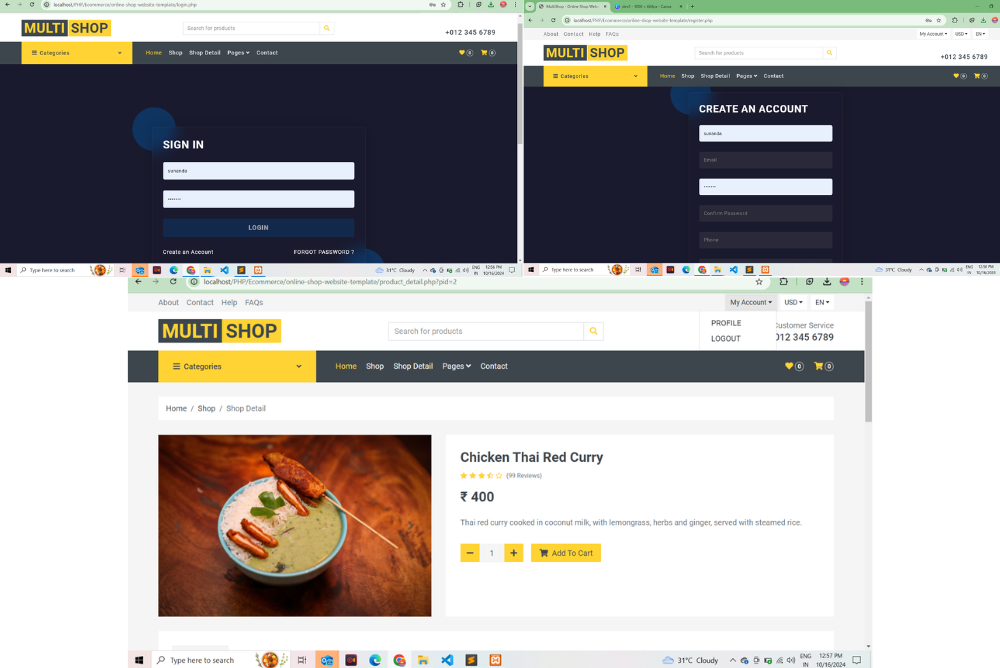 localhost/PHP/Ecommerce/online-shop-website-template/login.php
MULTI SHOP
Search for products
+012 345 6789
Categories
Home Shop Shop Detail Pages Contact
0 0
SIGN IN
sunanda
LOGIN
Create an Account FORGOT PASSWORD ?
Type here to search
31°C Cloudy
ENG
IN
12:56 PM
10/16/2024
localhost/PHP/Ecommerce/online-shop-website-template/register.php
About Contact Help FAQs
My Account USD EN
MULTI SHOP
Search for products
+012 345 6789
Categories
Home Shop Shop Detail Pages Contact
0 0
CREATE AN ACCOUNT
sunanda
Email
Confirm Password
Phone
Type here to search
31°C Cloudy
ENG
IN
12:56 PM
10/16/2024
localhost/PHP/Ecommerce/online-shop-website-template/product_detail.php?pid=2
About Contact Help FAQs
My Account USD EN
PROFILE
LOGOUT
MULTI SHOP
Search for products
Customer Service
012 345 6789
Categories
Home Shop Shop Detail Pages Contact
0 0
Home / Shop / Shop Detail
Chicken Thai Red Curry
(99 Reviews)
₹ 400
Thai red curry cooked in coconut milk, with lemongrass, herbs and ginger, served with steamed rice.
- 1 + Add To Cart
Type here to search
31°C Cloudy
ENG
IN
12:57 PM
10/16/2024